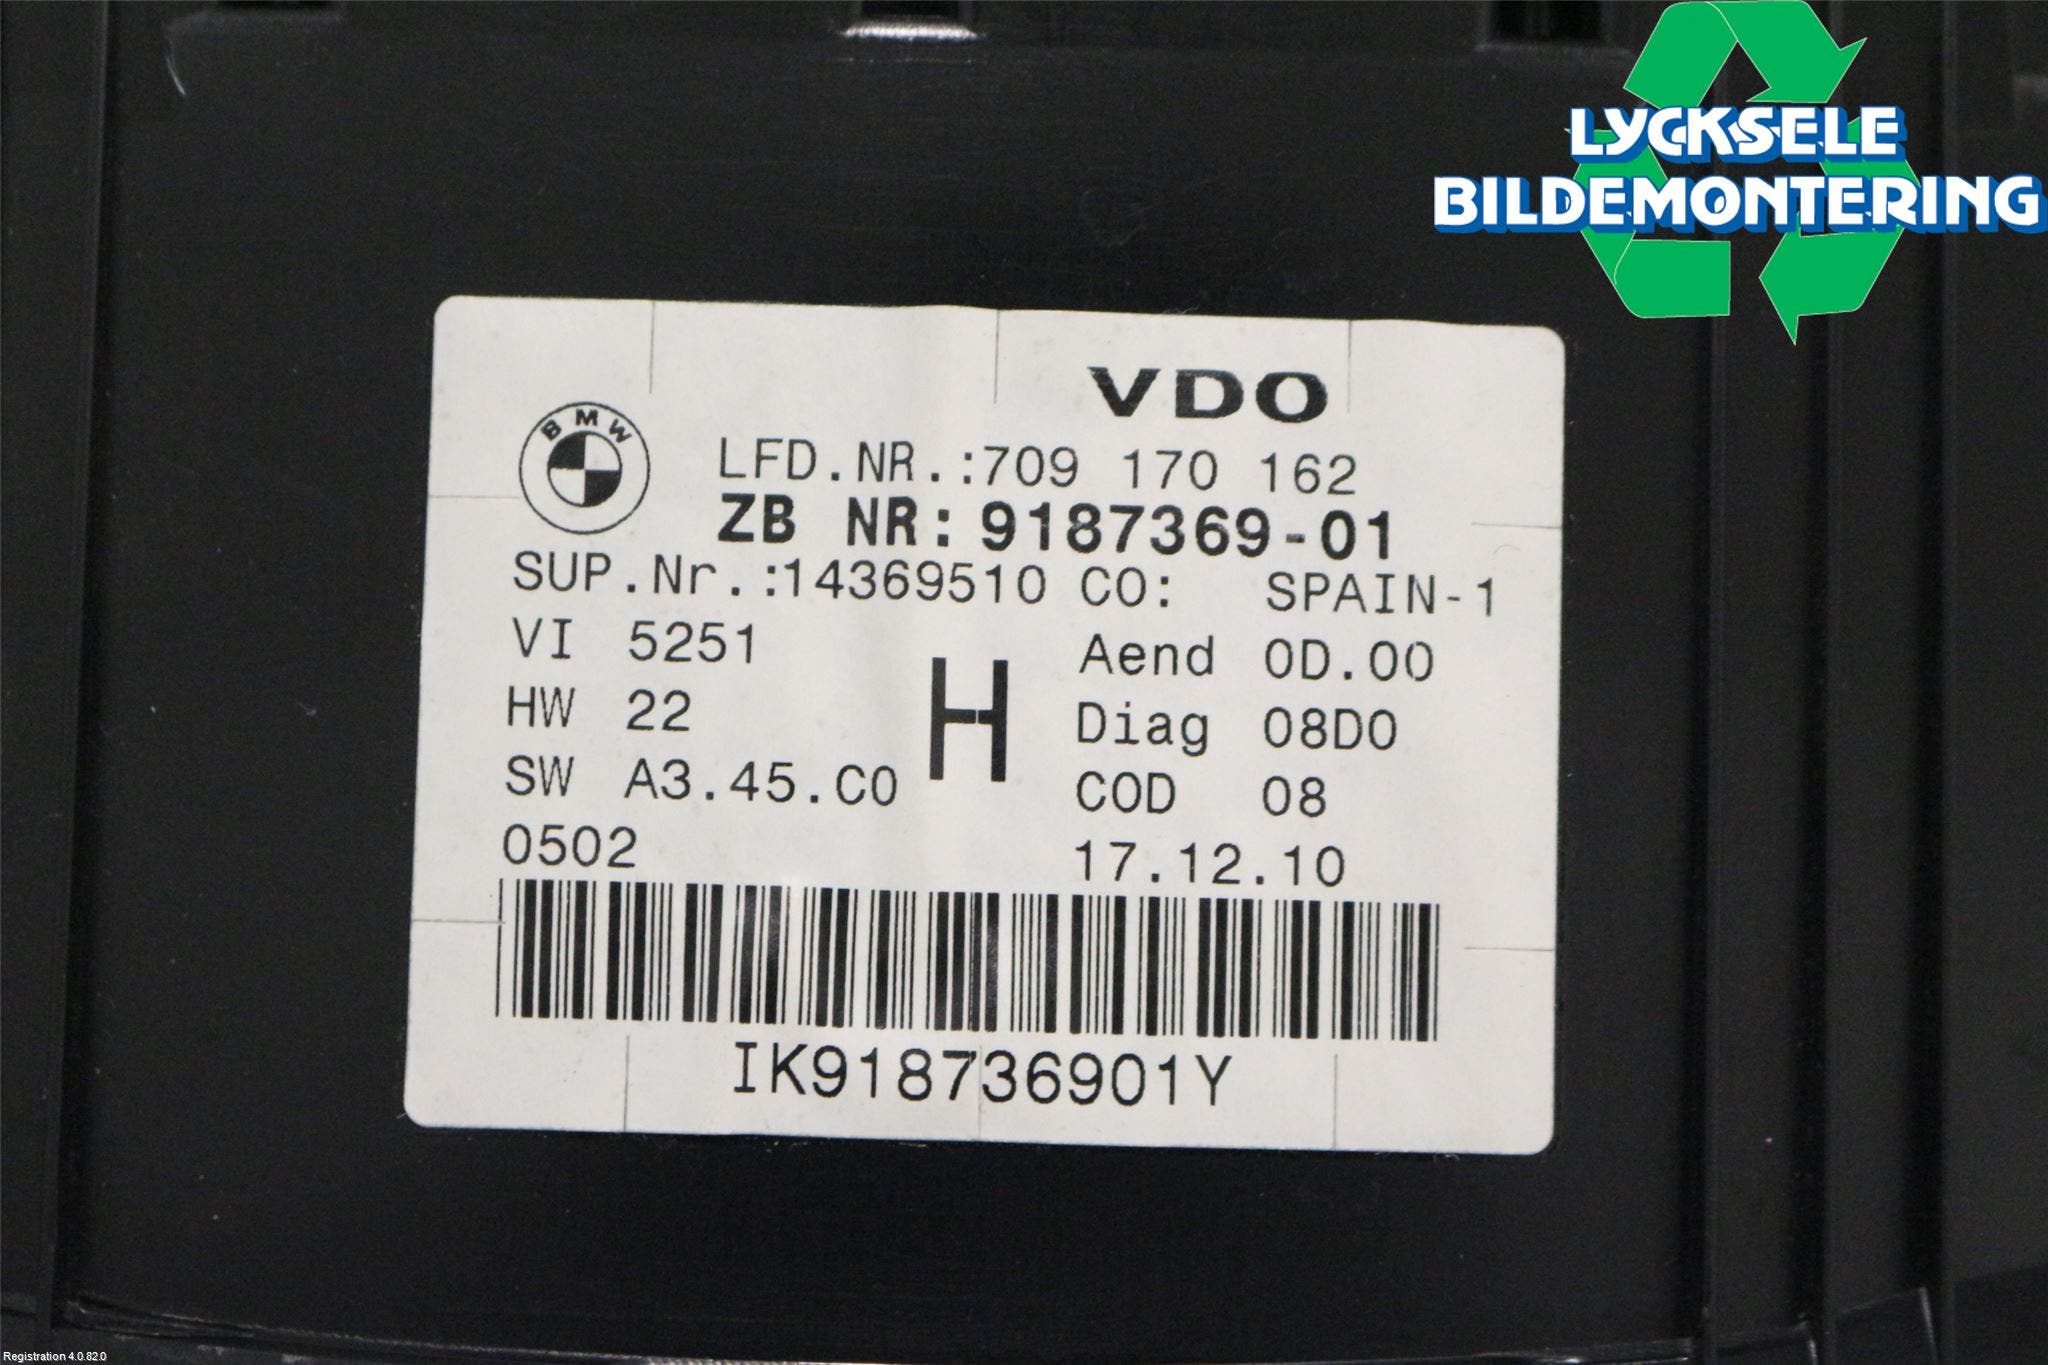 LYCKSELE
BILDEMONTERING
VDO
BMW
LFD.NR.:709 170 162
ZB NR:9187369-01
SUP.Nr.:14369510 CO: SPAIN-1
VI 5251 Aend 0D.00
HW 22 H Diag 08D0
SW A3.45.C0 COD 08
0502 17.12.10
IK918736901Y
Registration 4.0.82.0